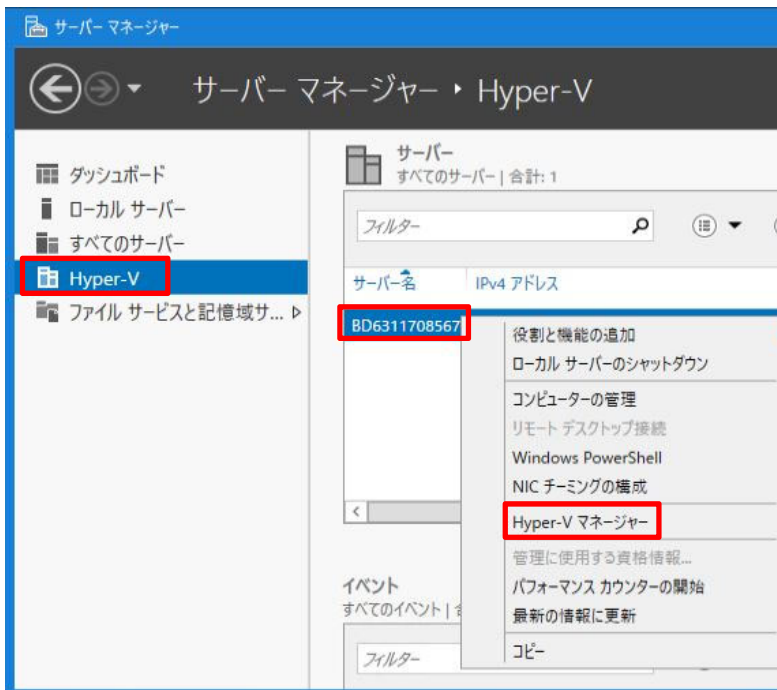 サーバー マネージャー
サーバー マネージャー ‣ Hyper-V
ダッシュボード
ローカル サーバー
すべてのサーバー
Hyper-V
ファイル サービスと記憶域サ...
サーバー
すべてのサーバー | 合計: 1
フィルター
サーバー名 IPv4 アドレス
BD6311708567
役割と機能の追加
ローカル サーバーのシャットダウン
コンピューターの管理
リモート デスクトップ接続
Windows PowerShell
NIC チーミングの構成
Hyper-V マネージャー
管理に使用する資格情報...
パフォーマンス カウンターの開始
最新の情報に更新
コピー
イベント
すべてのイベント |
フィルター